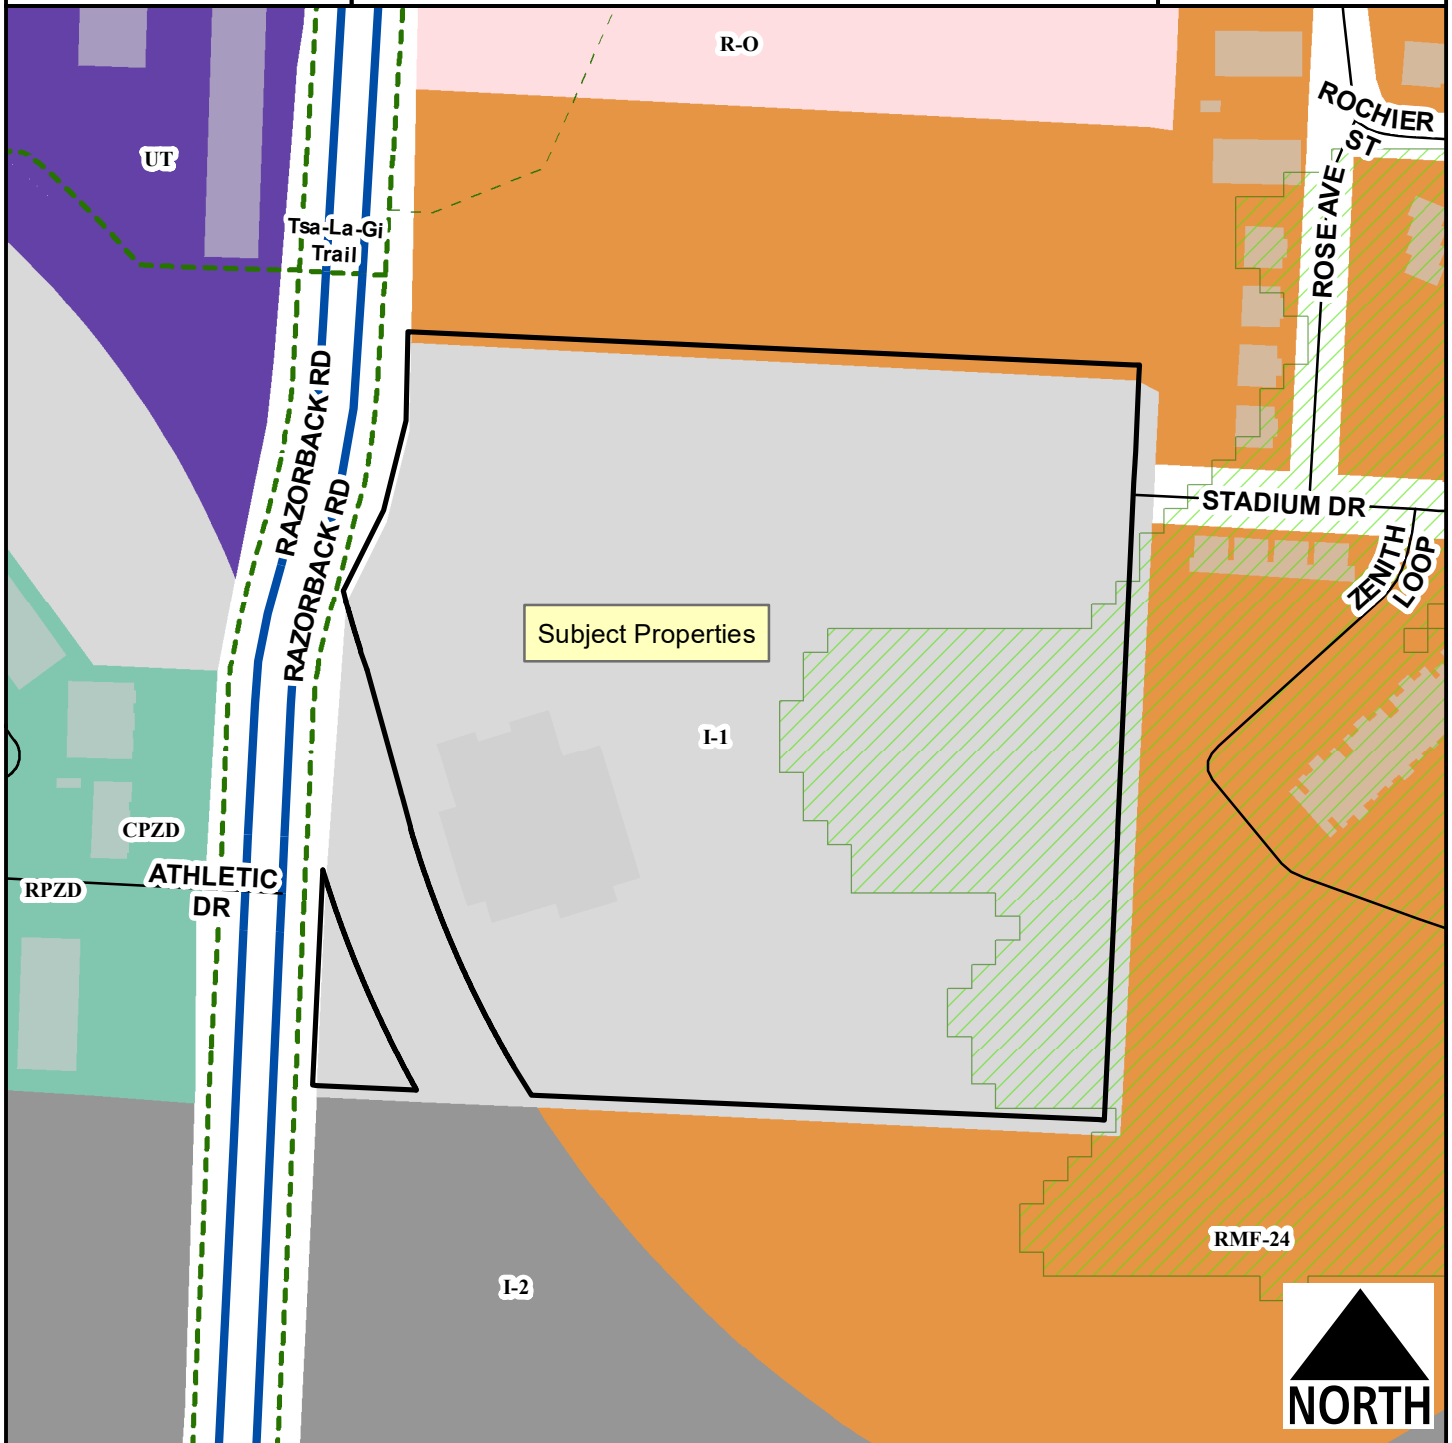 R-O
ROCHIER
ST
UT
ROSE AVE
Tsa-La-Gi
Trail
RAZORBACK RD
RAZORBACK RD
STADIUM DR
ZENITH
LOOP
Subject Properties
I-1
CPZD
ATHLETIC
DR
RPZD
RMF-24
I-2
NORTH